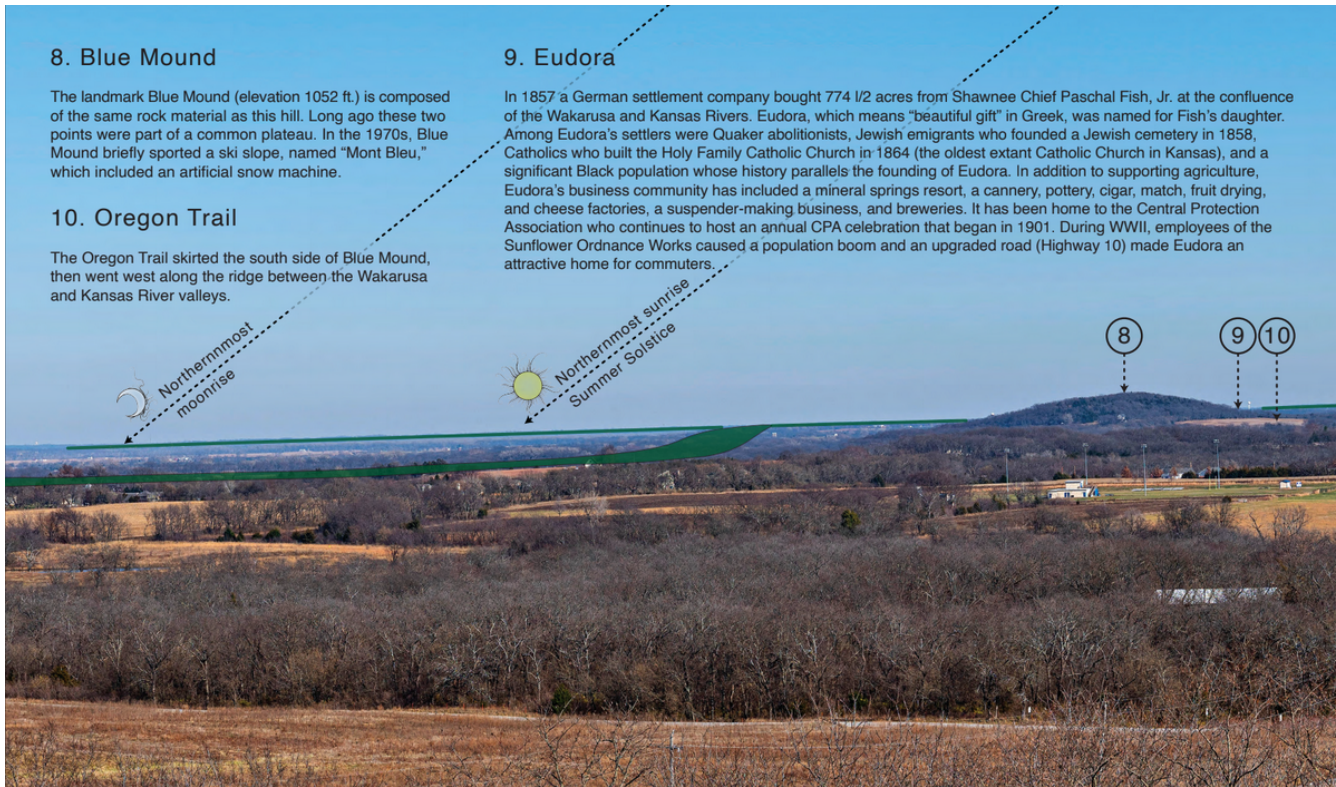 8. Blue Mound
The landmark Blue Mound (elevation 1052 ft.) is composed
of the same rock material as this hill. Long ago these two
points were part of a common plateau. In the 1970s, Blue
Mound briefly sported a ski slope, named “Mont Bleu,”
which included an artificial snow machine.
10. Oregon Trail
The Oregon Trail skirted the south side of Blue Mound,
then went west along the ridge between the Wakarusa
and Kansas River valleys.
9. Eudora
In 1857 a German settlement company bought 774 l/2 acres from Shawnee Chief Paschal Fish, Jr. at the confluence
of the Wakarusa and Kansas Rivers. Eudora, which means “beautiful gift” in Greek, was named for Fish’s daughter.
Among Eudora’s settlers were Quaker abolitionists, Jewish emigrants who founded a Jewish cemetery in 1858,
Catholics who built the Holy Family Catholic Church in 1864 (the oldest extant Catholic Church in Kansas), and a
significant Black population whose history parallels the founding of Eudora. In addition to supporting agriculture,
Eudora’s business community has included a mineral springs resort, a cannery, pottery, cigar, match, fruit drying,
and cheese factories, a suspender-making business, and breweries. It has been home to the Central Protection
Association who continues to host an annual CPA celebration that began in 1901. During WWII, employees of the
Sunflower Ordnance Works caused a population boom and an upgraded road (Highway 10) made Eudora an
attractive home for commuters.
Northernnmost
moonrise
Northernmost sunrise
Summer Solstice
8
9
10